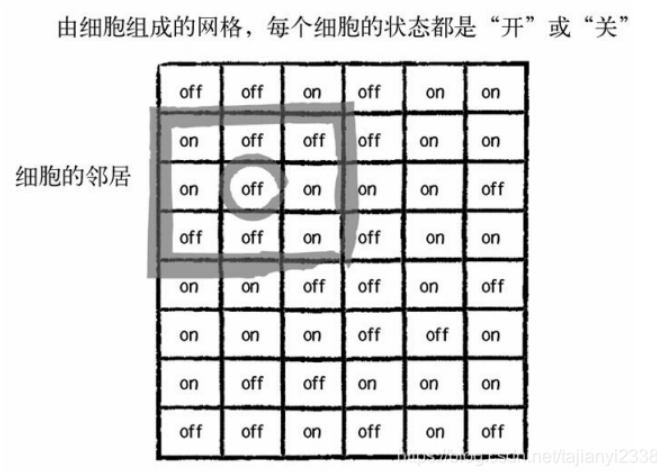 由细胞组成的网格，每个细胞的状态都是“开”或“关”
off off on off on on
on off off off on on
细胞的邻居
on off on on on off
off off on off on on
on on off off on off
on on on off off on
on off off on on on
off off on off on off
https://blog.csdn.net/tajianyi2338